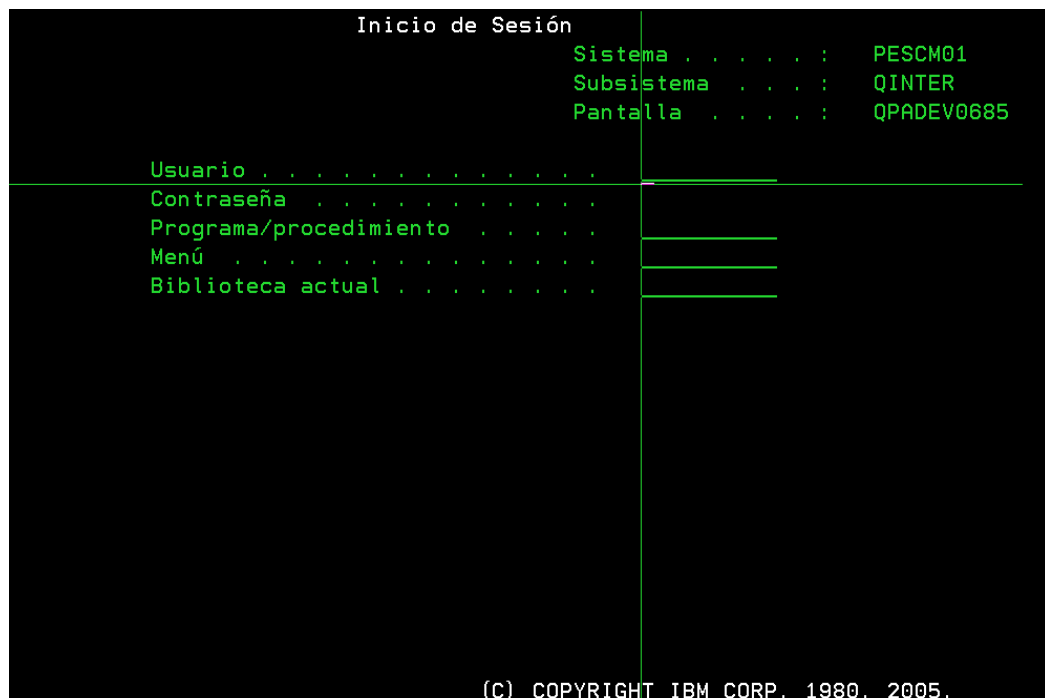 Inicio de Sesión
Sistema . . . . . :   PESCM01
Subsistema  . . . :   QINTER
Pantalla  . . . . :   QPADEV0685
Usuario . . . . . . . . . . . . .
Contraseña  . . . . . . . . . . .
Programa/procedimiento  . . . . .
Menú  . . . . . . . . . . . . . .
Biblioteca actual . . . . . . . .
(C) COPYRIGHT IBM CORP. 1980, 2005.